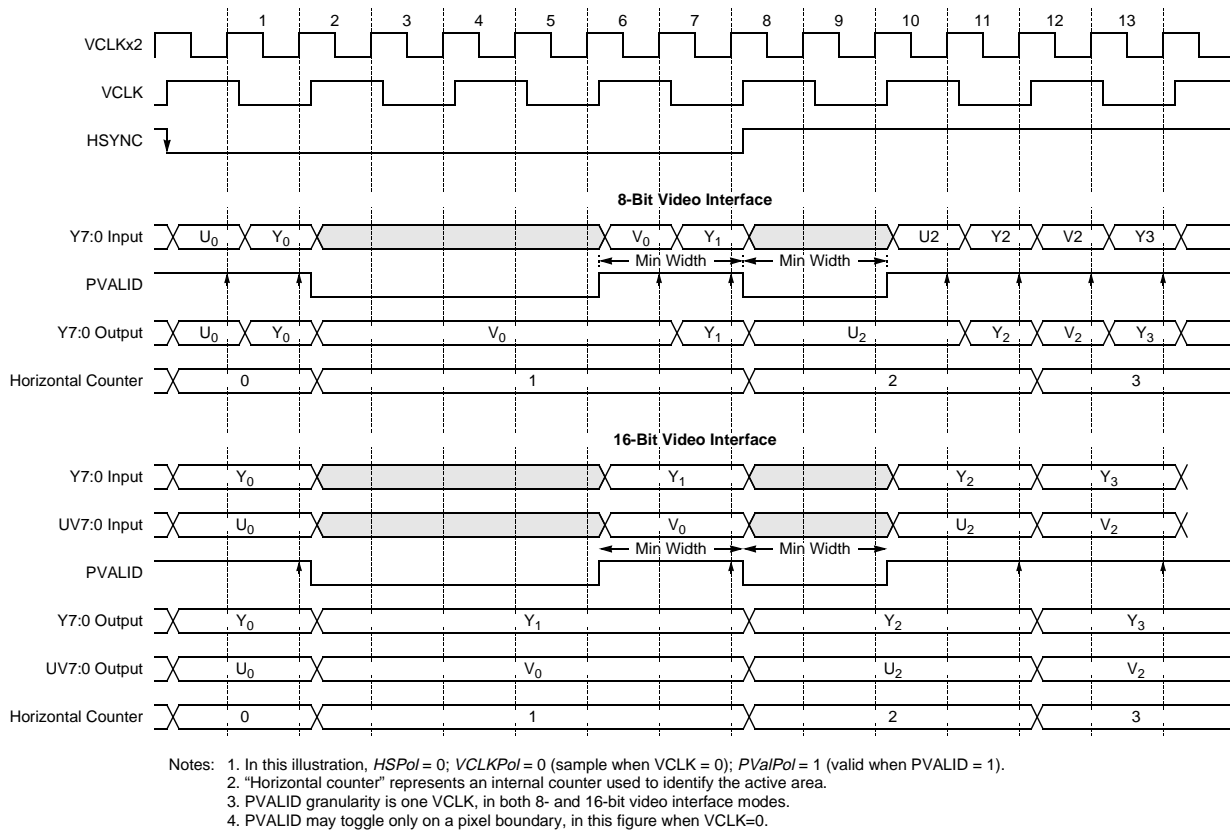 1 2 3 4 5 6 7 8 9 10 11 12 13
VCLKx2
VCLK
HSYNC
8-Bit Video Interface
Y7:0 Input U0 Y0 V0 Y1 U2 Y2 V2 Y3
Min Width Min Width
PVALID
Y7:0 Output U0 Y0 V0 Y1 U2 Y2 V2 Y3
Horizontal Counter 0 1 2 3
16-Bit Video Interface
Y7:0 Input Y0 Y1 Y2 Y3
UV7:0 Input U0 V0 U2 V2
Min Width Min Width
PVALID
Y7:0 Output Y0 Y1 Y2 Y3
UV7:0 Output U0 V0 U2 V2
Horizontal Counter 0 1 2 3
Notes: 1. In this illustration, HSPol = 0; VCLKPol = 0 (sample when VCLK = 0); PValPol = 1 (valid when PVALID = 1).
2. “Horizontal counter” represents an internal counter used to identify the active area.
3. PVALID granularity is one VCLK, in both 8- and 16-bit video interface modes.
4. PVALID may toggle only on a pixel boundary, in this figure when VCLK=0.